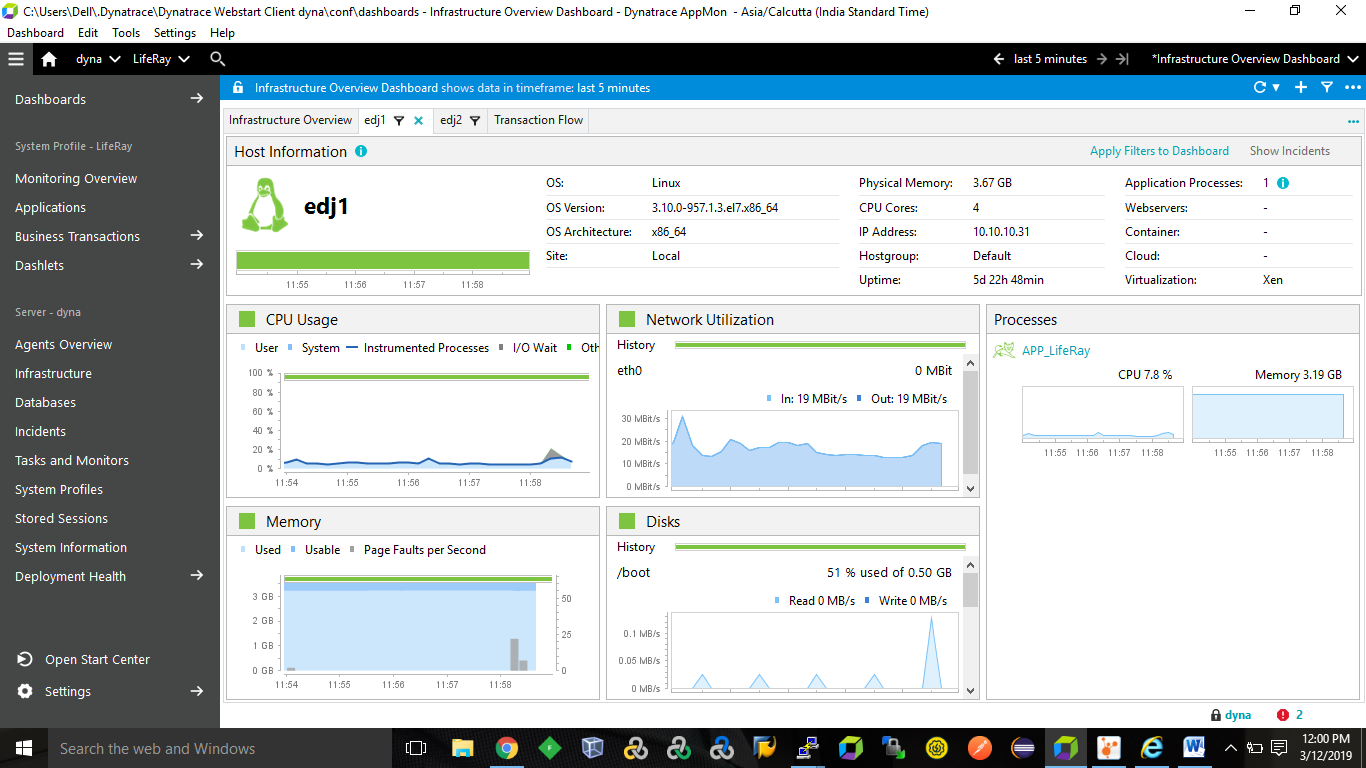 C:\Users\Dell\.Dynatrace\Dynatrace Webstart Client dyna\conf\dashboards - Infrastructure Overview Dashboard - Dynatrace AppMon - Asia/Calcutta (India Standard Time)
Dashboard Edit Tools Settings Help
dyna LifeRay last 5 minutes *Infrastructure Overview Dashboard
Infrastructure Overview Dashboard shows data in timeframe: last 5 minutes
Dashboards
System Profile - LifeRay
Monitoring Overview
Applications
Business Transactions
Dashlets
Server - dyna
Agents Overview
Infrastructure
Databases
Incidents
Tasks and Monitors
System Profiles
Stored Sessions
System Information
Deployment Health
Open Start Center
Settings
Infrastructure Overview edj1 edj2 Transaction Flow
Host Information Apply Filters to Dashboard Show Incidents
edj1
11:55 11:56 11:57 11:58
OS: Linux
OS Version: 3.10.0-957.1.3.el7.x86_64
OS Architecture: x86_64
Site: Local
Physical Memory: 3.67 GB
CPU Cores: 4
IP Address: 10.10.10.31
Hostgroup: Default
Uptime: 5d 22h 48min
Application Processes: 1
Webservers: -
Container: -
Cloud: -
Virtualization: Xen
CPU Usage
User System Instrumented Processes I/O Wait Oth
100 %
80 %
60 %
40 %
20 %
0 %
11:54 11:55 11:56 11:57 11:58
Network Utilization
History
eth0 0 MBit
In: 19 MBit/s Out: 19 MBit/s
30 MBit/s
20 MBit/s
10 MBit/s
0 MBit/s
Processes
APP_LifeRay
CPU 7.8 % Memory 3.19 GB
11:55 11:56 11:57 11:58 11:55 11:56 11:57 11:58
Memory
Used Usable Page Faults per Second
3 GB 50
2 GB
1 GB 25
0 GB 0
11:54 11:55 11:56 11:57 11:58
Disks
History
/boot 51 % used of 0.50 GB
Read 0 MB/s Write 0 MB/s
0.1 MB/s
0.05 MB/s
0 MB/s
dyna 2
Search the web and Windows
12:00 PM
3/12/2019